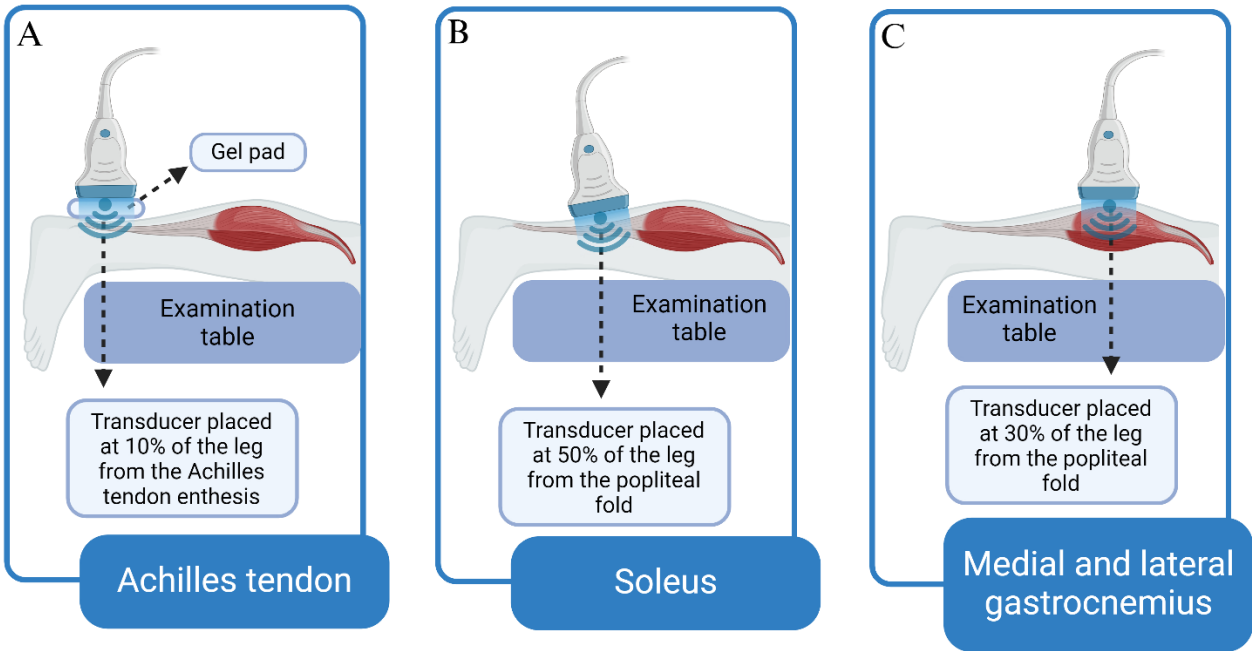 A
Gel pad
Examination
table
Transducer placed
at 10% of the leg
from the Achilles
tendon enthesis
Achilles tendon
B
Examination
table
Transducer placed
at 50% of the leg
from the popliteal
fold
Soleus
C
Examination
table
Transducer placed
at 30% of the leg
from the popliteal
fold
Medial and lateral
gastrocnemius